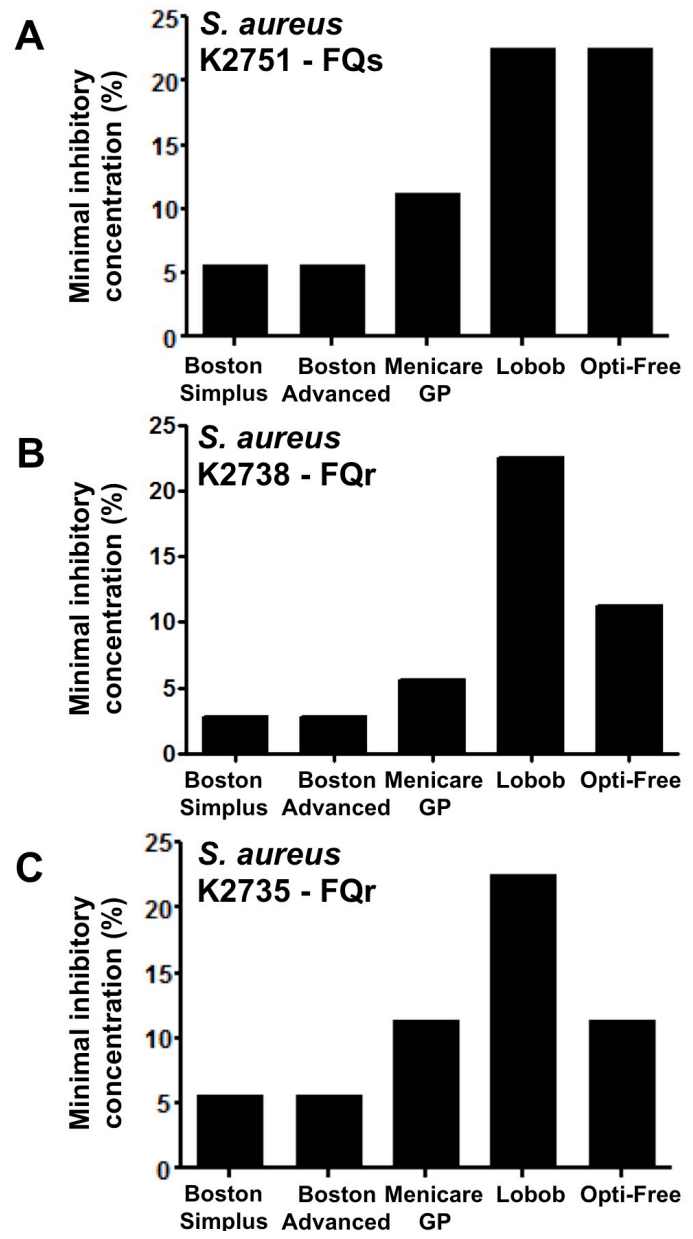 A
S. aureus
K2751 - FQs
Minimal inhibitory
concentration (%)
25
20
15
10
5
0
Boston Simplus
Boston Advanced
Menicare GP
Lobob
Opti-Free
B
S. aureus
K2738 - FQr
Minimal inhibitory
concentration (%)
25
20
15
10
5
0
Boston Simplus
Boston Advanced
Menicare GP
Lobob
Opti-Free
C
S. aureus
K2735 - FQr
Minimal inhibitory
concentration (%)
25
20
15
10
5
0
Boston Simplus
Boston Advanced
Menicare GP
Lobob
Opti-Free